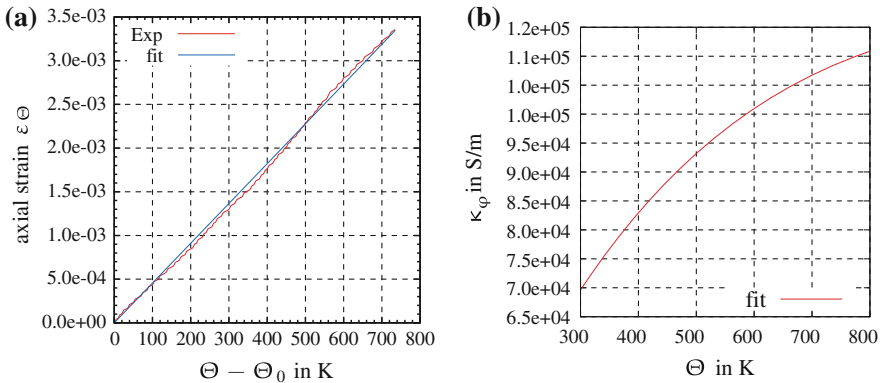 (a)
3.5e-03
3.0e-03
2.5e-03
2.0e-03
1.5e-03
1.0e-03
5.0e-04
0.0e+00
axial strain ε Θ
Exp
fit
0 100 200 300 400 500 600 700 800
Θ − Θ0 in K
(b)
1.2e+05
1.1e+05
1.0e+05
1.0e+05
9.5e+04
9.0e+04
8.5e+04
8.0e+04
7.5e+04
7.0e+04
6.5e+04
κφ in S/m
fit
300 400 500 600 700 800
Θ in K